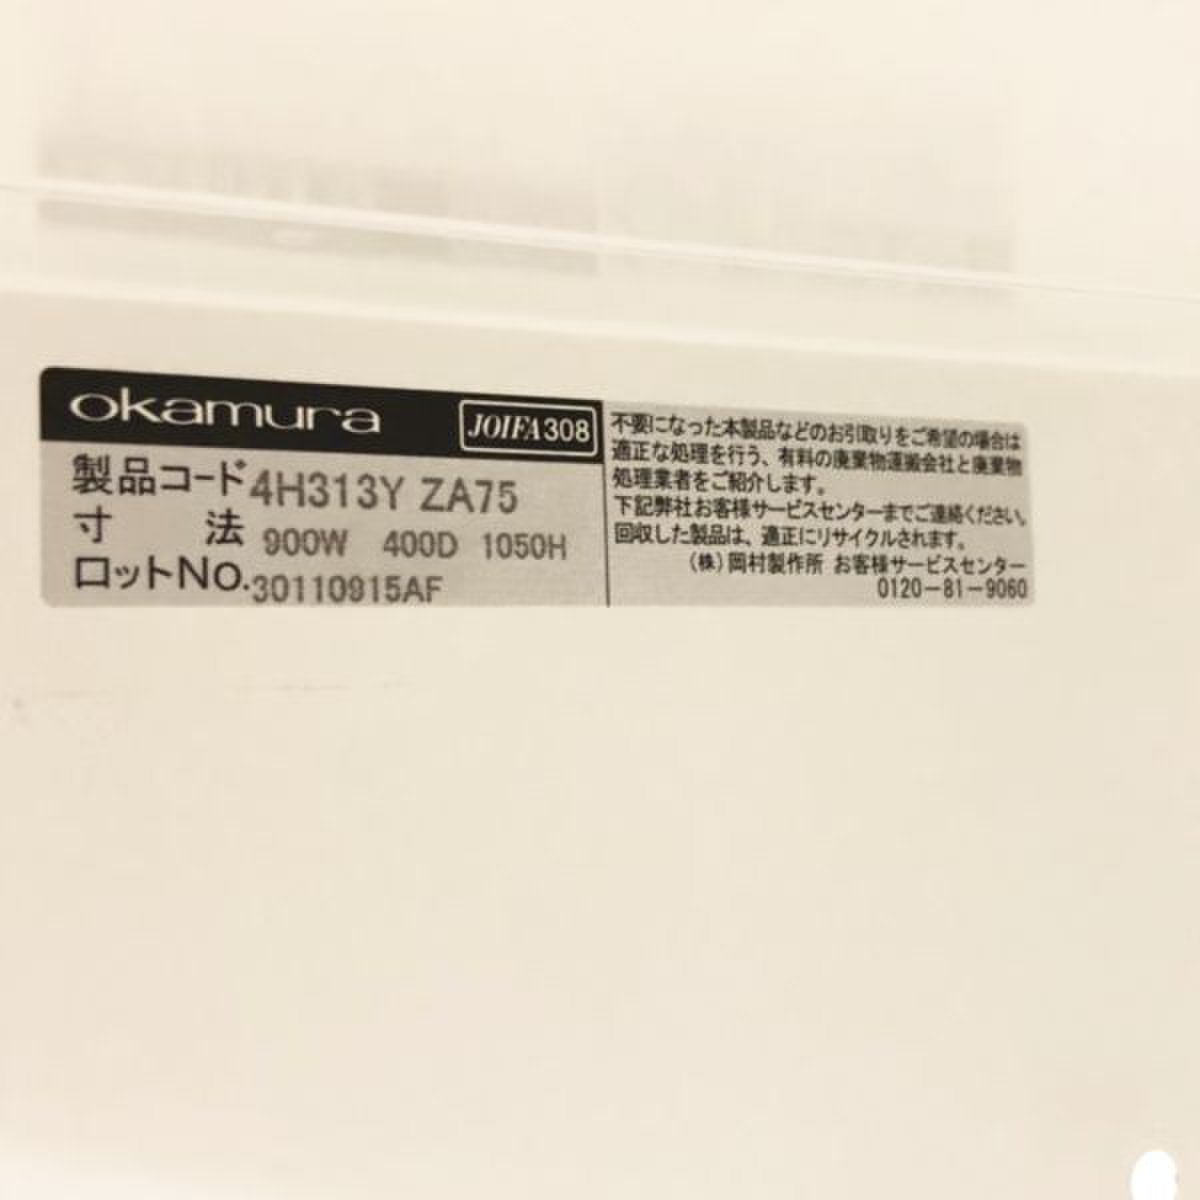 okamura JOIFA308
製品コード 4H313Y ZA75
寸 法 900W 400D 1050H
ロットNo. 30110915AF
不要になった本製品などのお引取りをご希望の場合は
適正な処理を行う、有料の廃棄物運搬会社と廃棄物
処理業者をご紹介します。
下記弊社お客様サービスセンターまでご連絡ください。
回収した製品は、適正にリサイクルされます。
(株)岡村製作所 お客様サービスセンター
0120-81-9060